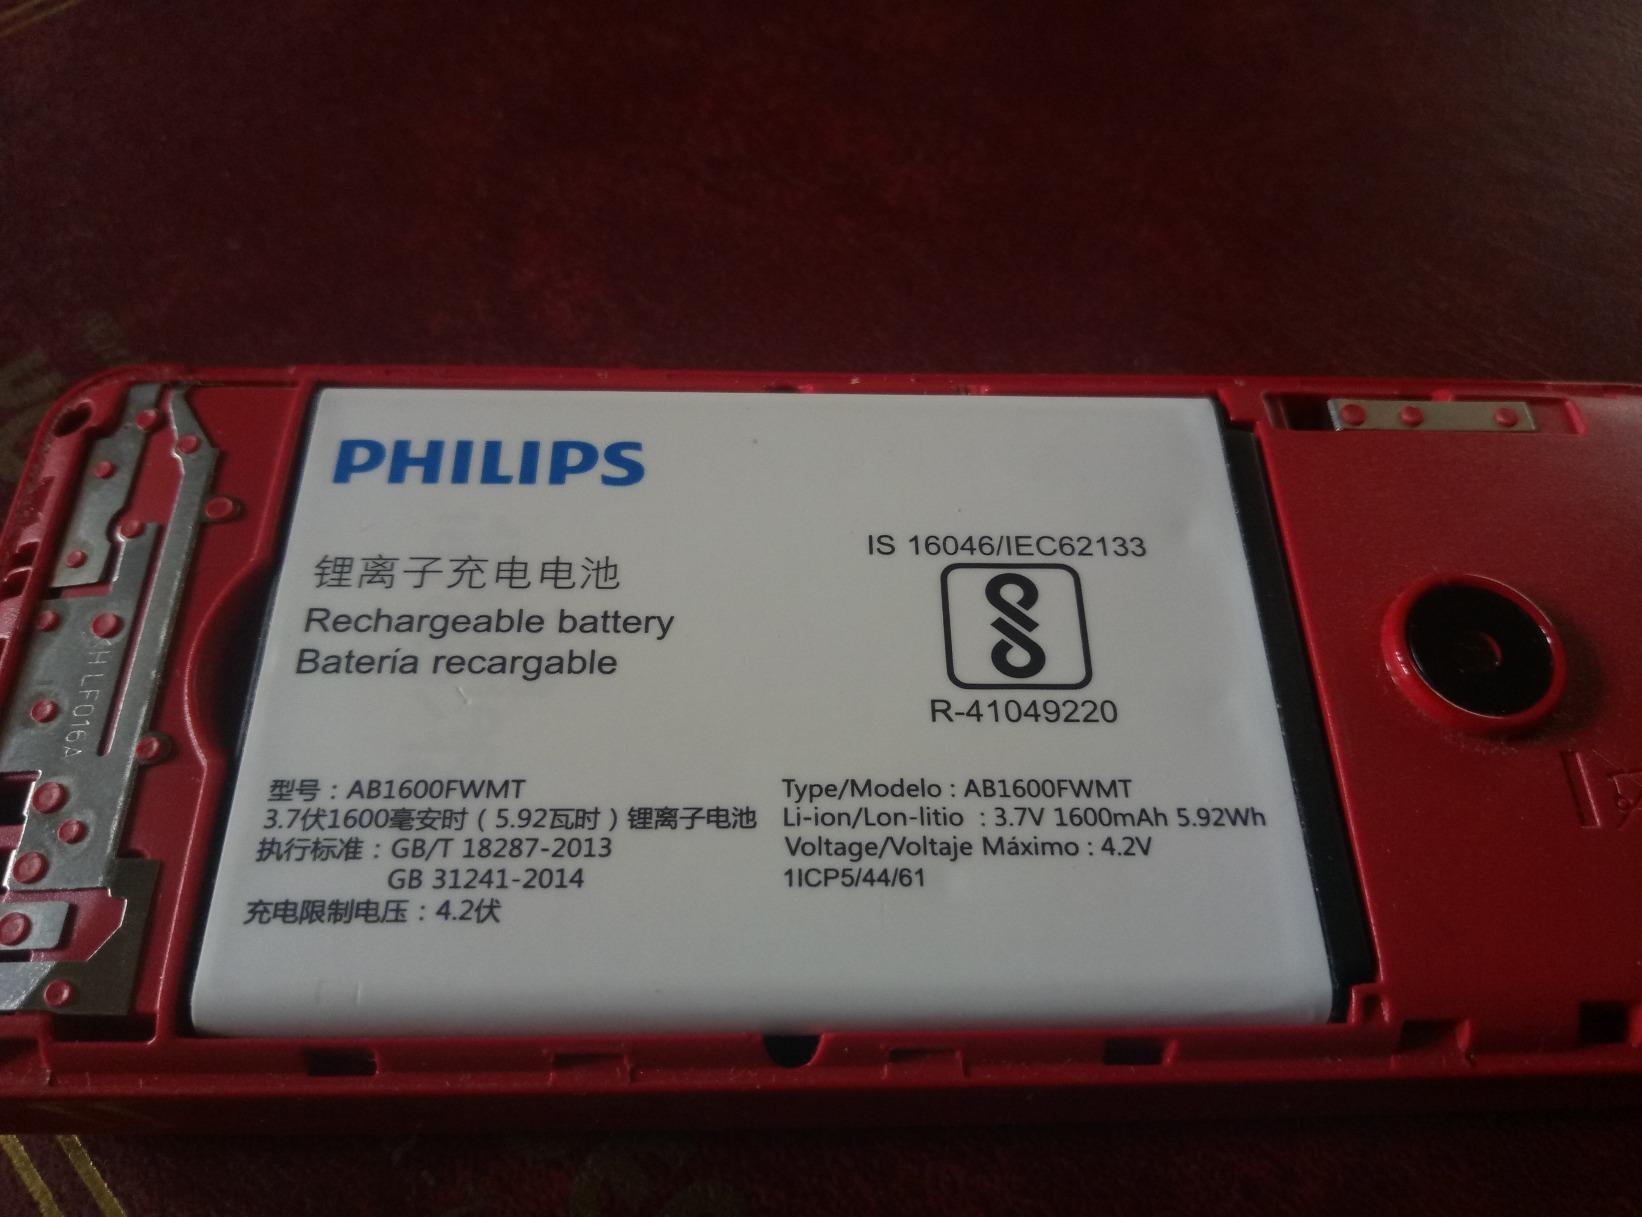 PHILIPS
锂离子充电电池
Rechargeable battery
Batería recargable
IS 16046/IEC62133
R-41049220
型号：AB1600FWMT
3.7伏1600毫安时（5.92瓦时）锂离子电池
执行标准：GB/T 18287-2013
GB 31241-2014
充电限制电压：4.2伏
Type/Modelo : AB1600FWMT
Li-ion/Lon-litio : 3.7V 1600mAh 5.92Wh
Voltage/Voltaje Máximo : 4.2V
1ICP5/44/61
LF016A